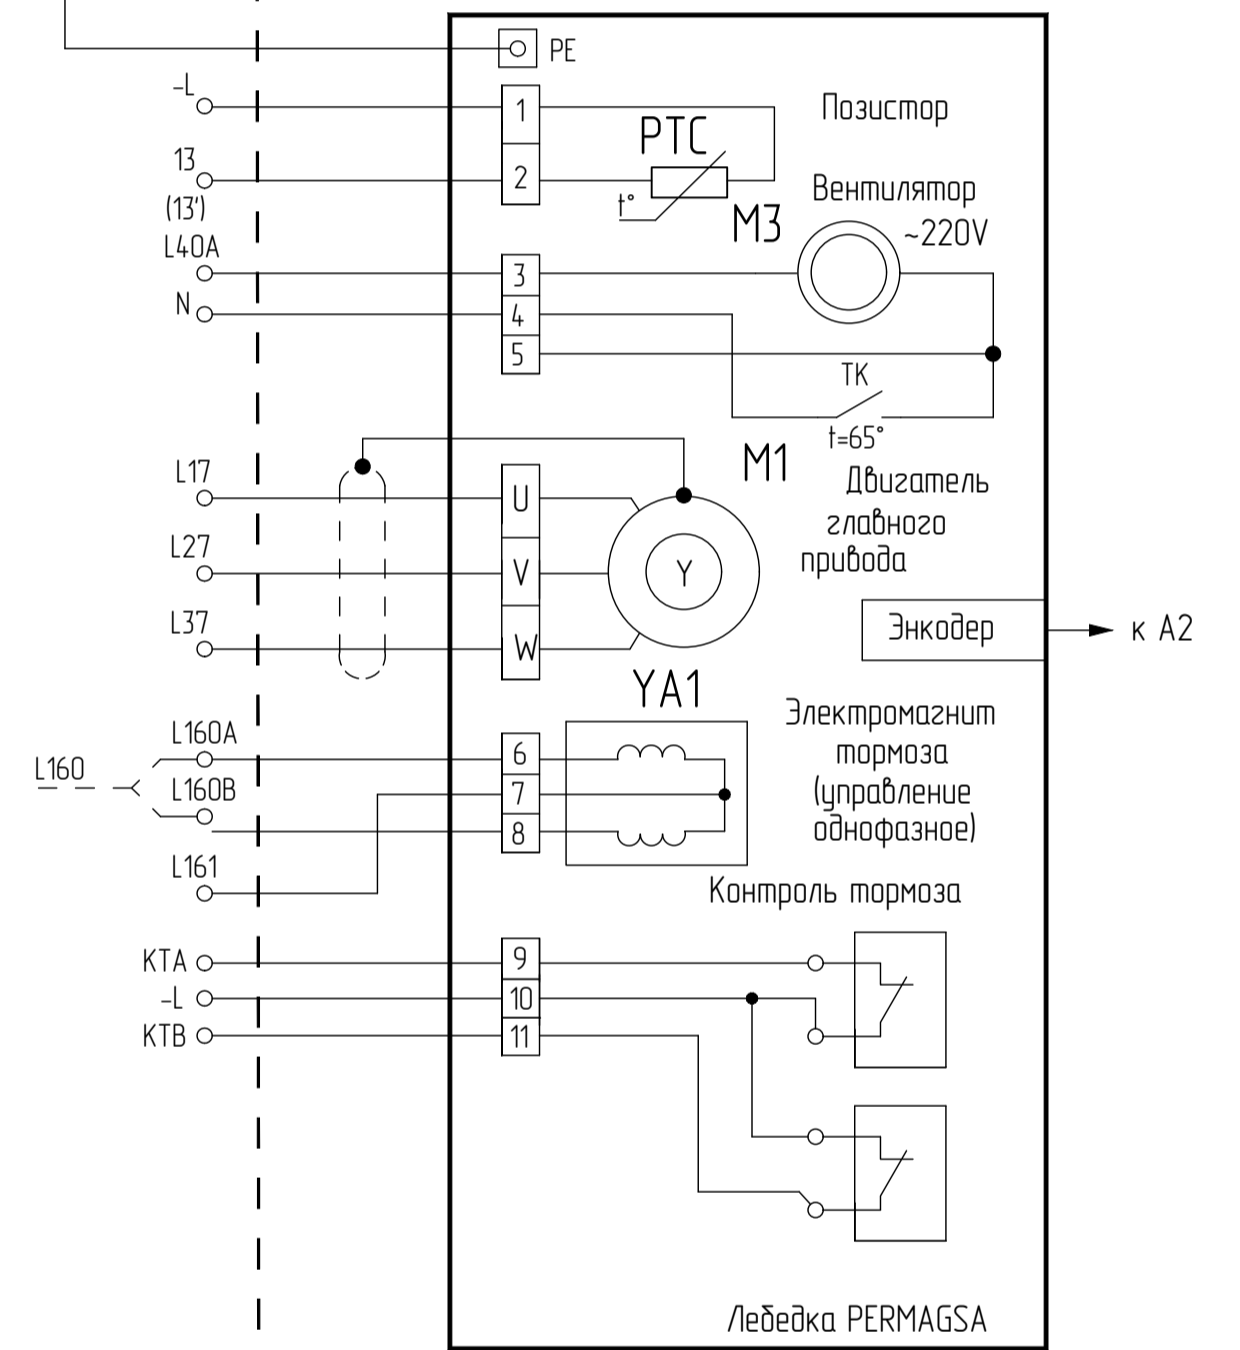 PE
-L
1
Позистор
PTC
13
2
(13')
t°
Вентилятор
M3
~220V
L40A
3
N
4
5
TK
t=65°
M1
L17
U
Двигатель
главного
привода
L27
V
Y
L37
W
Энкодер
к A2
YA1
Электромагнит
тормоза
(управление
однофазное)
L160A
6
L160
L160B
7
8
L161
Контроль тормоза
KTA
9
-L
10
KTB
11
Лебедка PERMAGSA